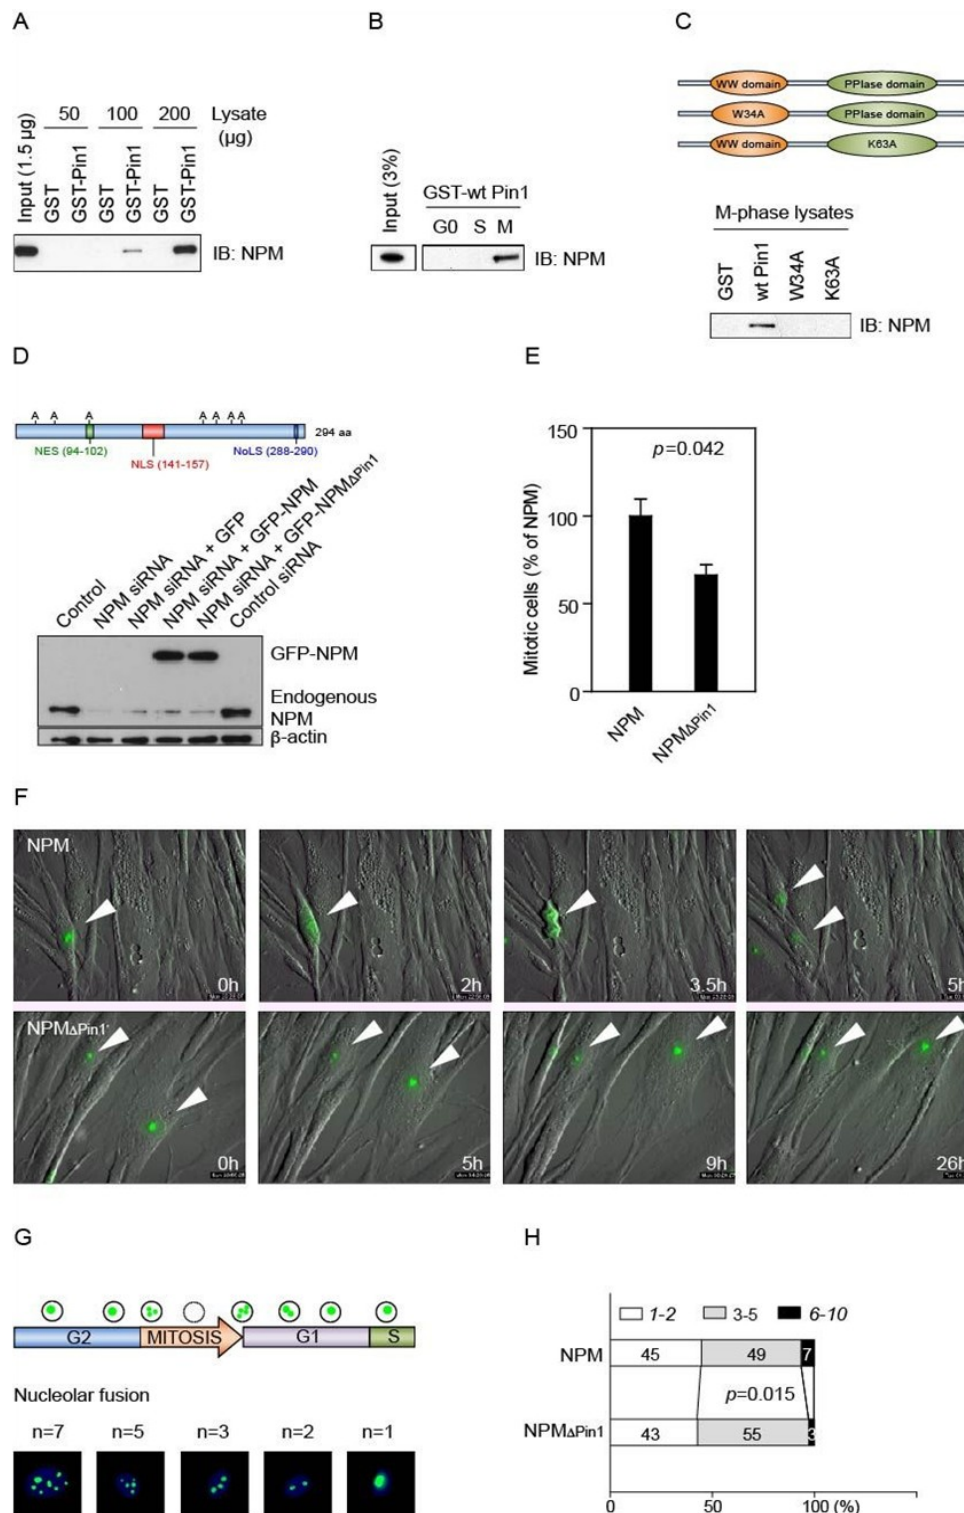 A
50 100 200 Lysate (µg)
Input (1.5 µg)
GST
GST-Pin1
GST
GST-Pin1
GST
GST-Pin1
IB: NPM
B
Input (3%)
GST-wt Pin1
G0 S M
IB: NPM
C
WW domain PPIase domain
W34A PPIase domain
WW domain K63A
M-phase lysates
GST
wt Pin1
W34A
K63A
IB: NPM
D
A A A A A A A
294 aa
NES (94-102)
NLS (141-157)
NoLS (288-290)
Control
NPM siRNA
NPM siRNA + GFP
NPM siRNA + GFP-NPM
NPM siRNA + GFP-NPMΔPin1
Control siRNA
GFP-NPM
Endogenous
NPM
β-actin
E
Mitotic cells (% of NPM)
150
100
50
0
p=0.042
NPM
NPMΔPin1
F
NPM
0h
2h
3.5h
5h
NPMΔPin1
0h
5h
9h
26h
G
G2 MITOSIS G1 S
Nucleolar fusion
n=7 n=5 n=3 n=2 n=1
H
1-2 3-5 6-10
NPM 45 49 7
p=0.015
NPMΔPin1 43 55 3
0 50 100 (%)